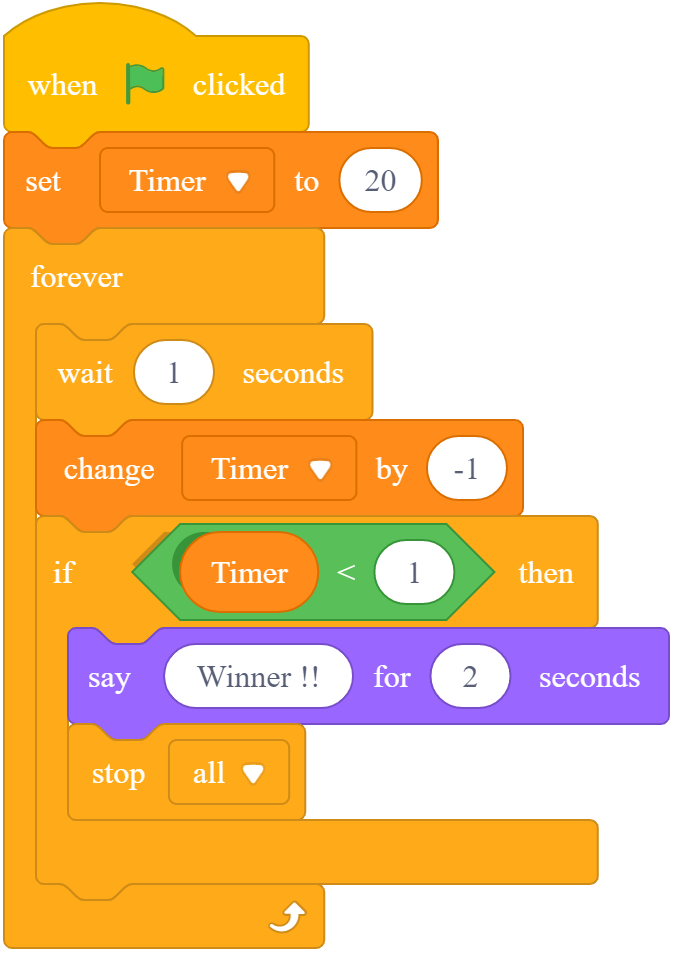 when clicked
set Timer to 20
forever
wait 1 seconds
change Timer by -1
if Timer < 1 then
say Winner !! for 2 seconds
stop all